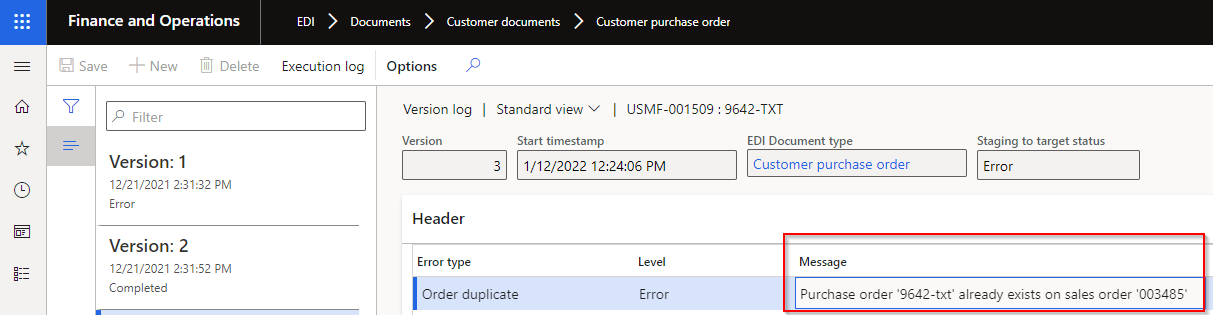 Finance and Operations
EDI > Documents > Customer documents > Customer purchase order
Save New Delete Execution log Options
Filter
Version: 1
12/21/2021 2:31:32 PM
Error
Version: 2
12/21/2021 2:31:52 PM
Completed
Version log | Standard view | USMF-001509 : 9642-TXT
Version Start timestamp EDI Document type Staging to target status
3 1/12/2022 12:24:06 PM Customer purchase order Error
Header
Error type Level Message
Order duplicate Error Purchase order '9642-txt' already exists on sales order '003485'